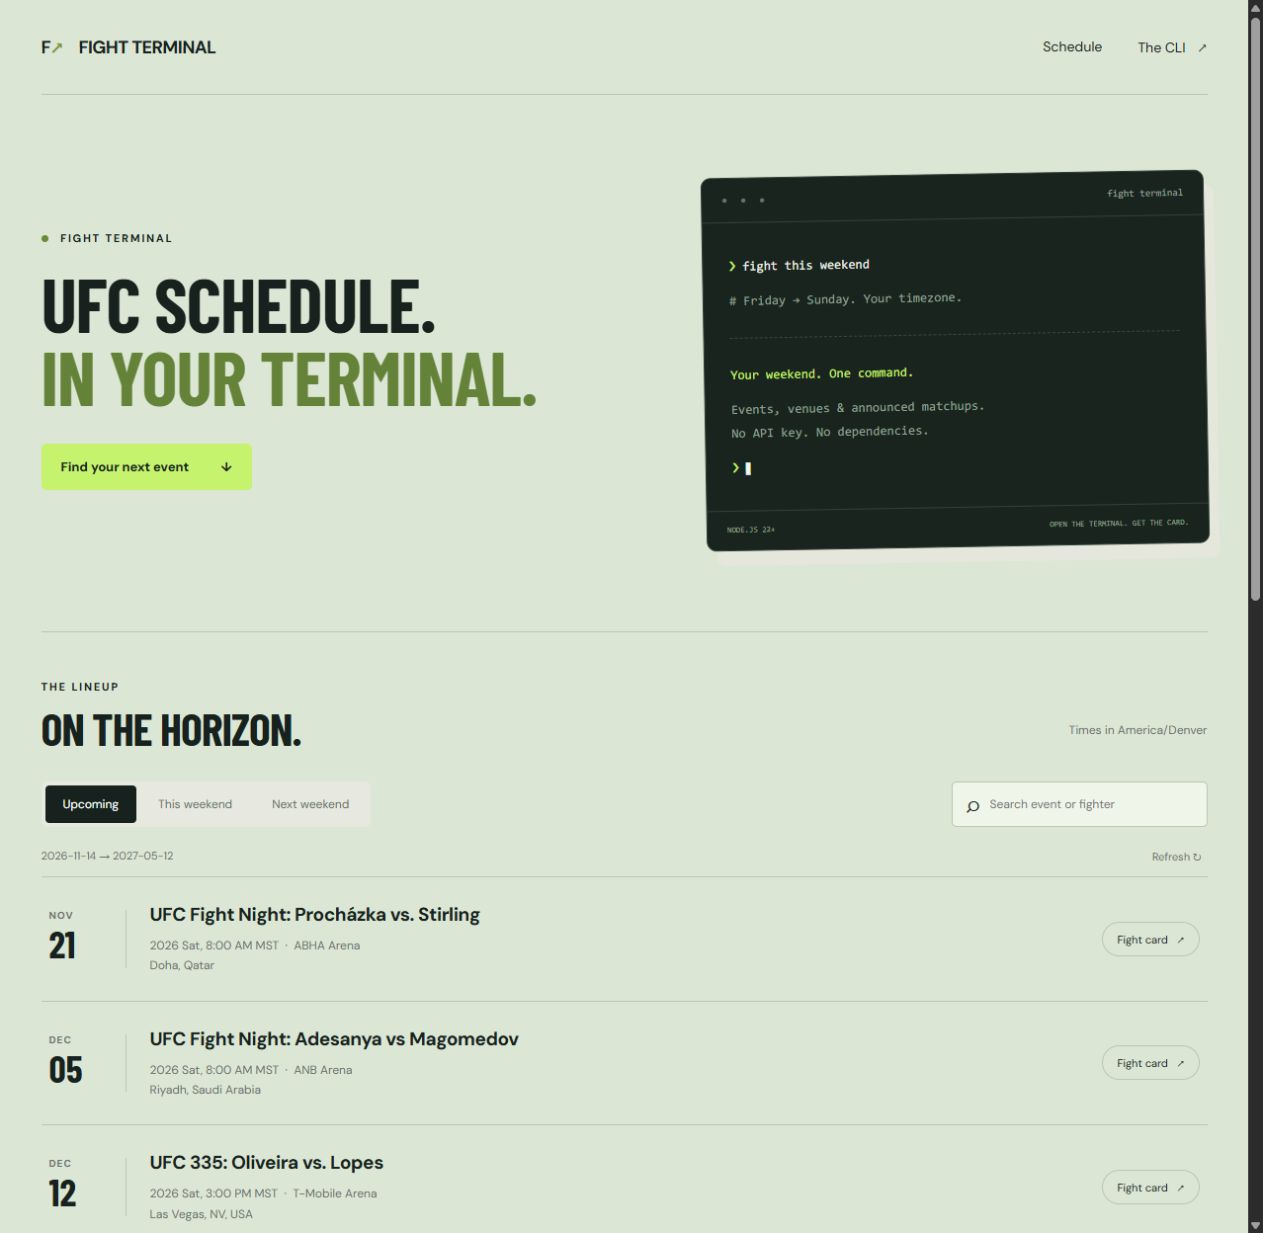 F↗ FIGHT TERMINAL
Schedule
The CLI ↗
FIGHT TERMINAL
UFC SCHEDULE.
IN YOUR TERMINAL.
Find your next event ↓
fight terminal
❯ fight this weekend
# Friday → Sunday. Your timezone.
Your weekend. One command.
Events, venues & announced matchups.
No API key. No dependencies.
❯
NODE.JS 22+
OPEN THE TERMINAL. GET THE CARD.
THE LINEUP
ON THE HORIZON.
Times in America/Denver
Upcoming
This weekend
Next weekend
Search event or fighter
2026-11-14 → 2027-05-12
Refresh ↻
NOV
21
UFC Fight Night: Procházka vs. Stirling
2026 Sat, 8:00 AM MST · ABHA Arena
Doha, Qatar
Fight card ↗
DEC
05
UFC Fight Night: Adesanya vs Magomedov
2026 Sat, 8:00 AM MST · ANB Arena
Riyadh, Saudi Arabia
Fight card ↗
DEC
12
UFC 335: Oliveira vs. Lopes
2026 Sat, 3:00 PM MST · T-Mobile Arena
Las Vegas, NV, USA
Fight card ↗